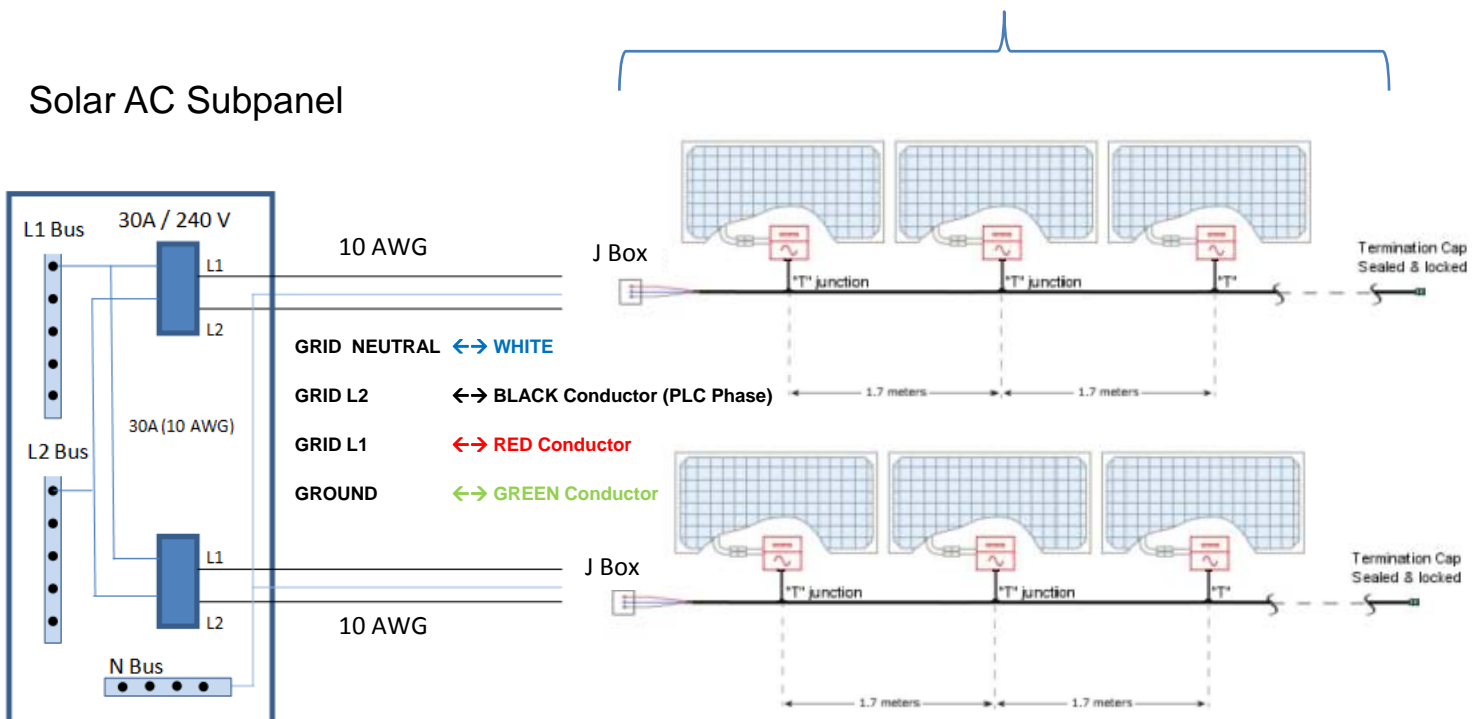 Solar AC Subpanel
L1 Bus
30A / 240 V
L1
L2
10 AWG
J Box
"T" junction
"T" junction
"T"
Termination Cap
Sealed & locked
1.7 meters
1.7 meters
GRID NEUTRAL ←→ WHITE
GRID L2 ←→ BLACK Conductor (PLC Phase)
GRID L1 ←→ RED Conductor
GROUND ←→ GREEN Conductor
30A (10 AWG)
L2 Bus
L1
L2
10 AWG
J Box
"T" junction
"T" junction
"T"
Termination Cap
Sealed & locked
1.7 meters
1.7 meters
N Bus